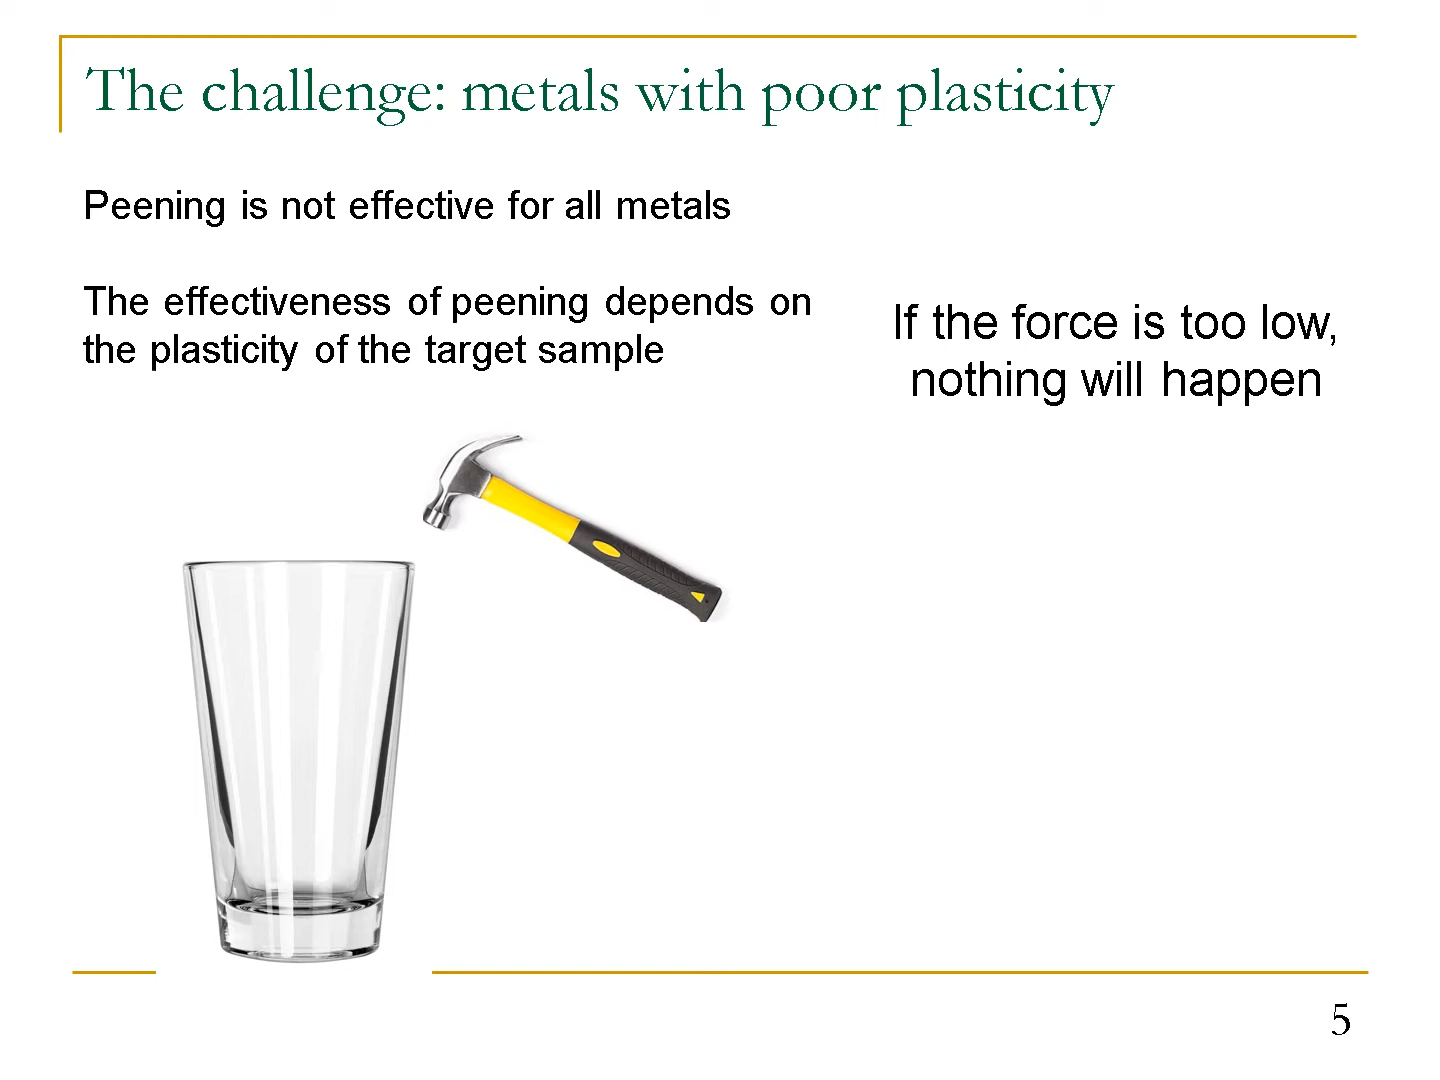 The challenge: metals with poor plasticity
Peening is not effective for all metals
The effectiveness of peening depends on
the plasticity of the target sample
If the force is too low,
nothing will happen
5